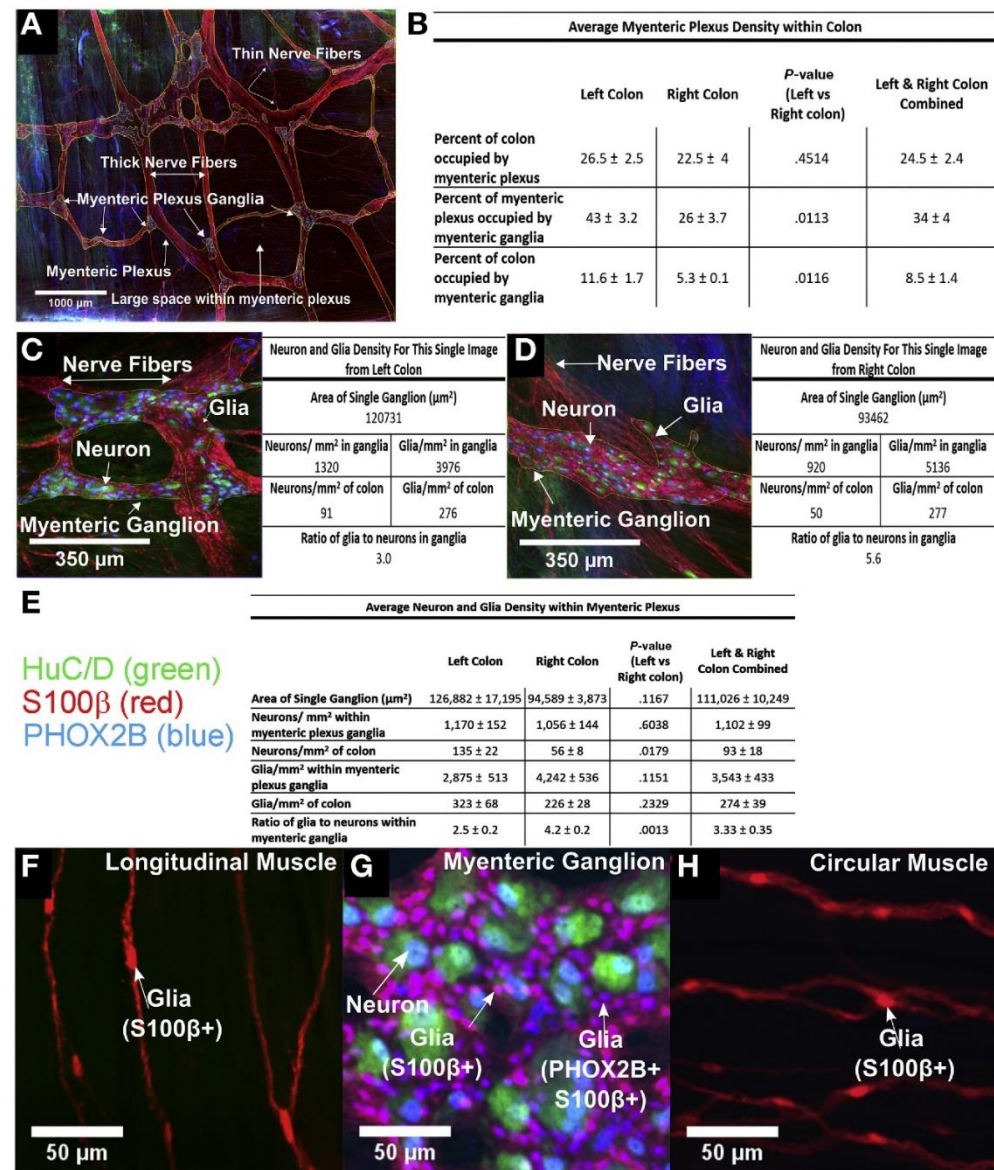 A
Thin Nerve Fibers
Thick Nerve Fibers
Myenteric Plexus Ganglia
Myenteric Plexus
Large space within myenteric plexus
1000 µm
B
Average Myenteric Plexus Density within Colon
Left Colon Right Colon P-value (Left vs Right colon) Left & Right Colon Combined
Percent of colon occupied by myenteric plexus 26.5 ± 2.5 22.5 ± 4 .4514 24.5 ± 2.4
Percent of myenteric plexus occupied by myenteric ganglia 43 ± 3.2 26 ± 3.7 .0113 34 ± 4
Percent of colon occupied by myenteric ganglia 11.6 ± 1.7 5.3 ± 0.1 .0116 8.5 ± 1.4
C
Nerve Fibers
Glia
Neuron
Myenteric Ganglion
350 µm
Neuron and Glia Density For This Single Image
from Left Colon
Area of Single Ganglion (µm²)
120731
Neurons/ mm² in ganglia Glia/mm² in ganglia
1320 3976
Neurons/mm² of colon Glia/mm² of colon
91 276
Ratio of glia to neurons in ganglia
3.0
D
Nerve Fibers
Neuron
Glia
Myenteric Ganglion
350 µm
Neuron and Glia Density For This Single Image
from Right Colon
Area of Single Ganglion (µm²)
93462
Neurons/ mm² in ganglia Glia/mm² in ganglia
920 5136
Neurons/mm² of colon Glia/mm² of colon
50 277
Ratio of glia to neurons in ganglia
5.6
E
HuC/D (green)
S100β (red)
PHOX2B (blue)
Average Neuron and Glia Density within Myenteric Plexus
Left Colon Right Colon P-value (Left vs Right colon) Left & Right Colon Combined
Area of Single Ganglion (µm²) 126,882 ± 17,195 94,589 ± 3,873 .1167 111,026 ± 10,249
Neurons/ mm² within myenteric plexus ganglia 1,170 ± 152 1,056 ± 144 .6038 1,102 ± 99
Neurons/mm² of colon 135 ± 22 56 ± 8 .0179 93 ± 18
Glia/mm² within myenteric plexus ganglia 2,875 ± 513 4,242 ± 536 .1151 3,543 ± 433
Glia/mm² of colon 323 ± 68 226 ± 28 .2329 274 ± 39
Ratio of glia to neurons within myenteric ganglia 2.5 ± 0.2 4.2 ± 0.2 .0013 3.33 ± 0.35
F
Longitudinal Muscle
Glia
(S100β+)
50 µm
G
Myenteric Ganglion
Neuron
Glia
(S100β+)
Glia
(PHOX2B+
S100β+)
50 µm
H
Circular Muscle
Glia
(S100β+)
50 µm